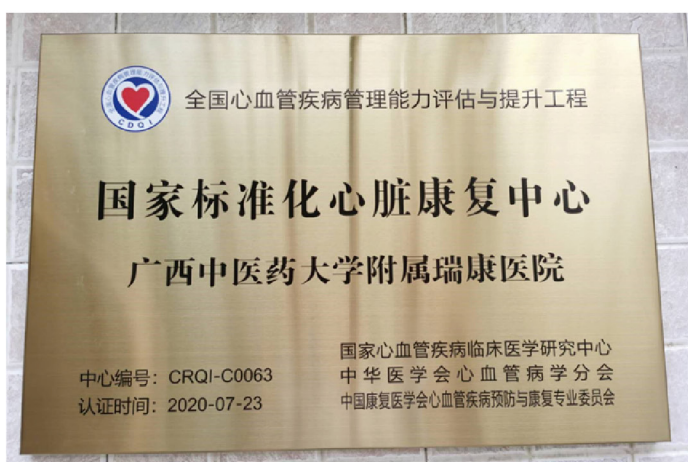 全国心血管疾病管理能力评估与提升工程
CDQI
国家标准化心脏康复中心
广西中医药大学附属瑞康医院
中心编号：CRQI-C0063
认证时间：2020-07-23
国家心血管疾病临床医学研究中心
中华医学会心血管病学分会
中国康复医学会心血管疾病预防与康复专业委员会